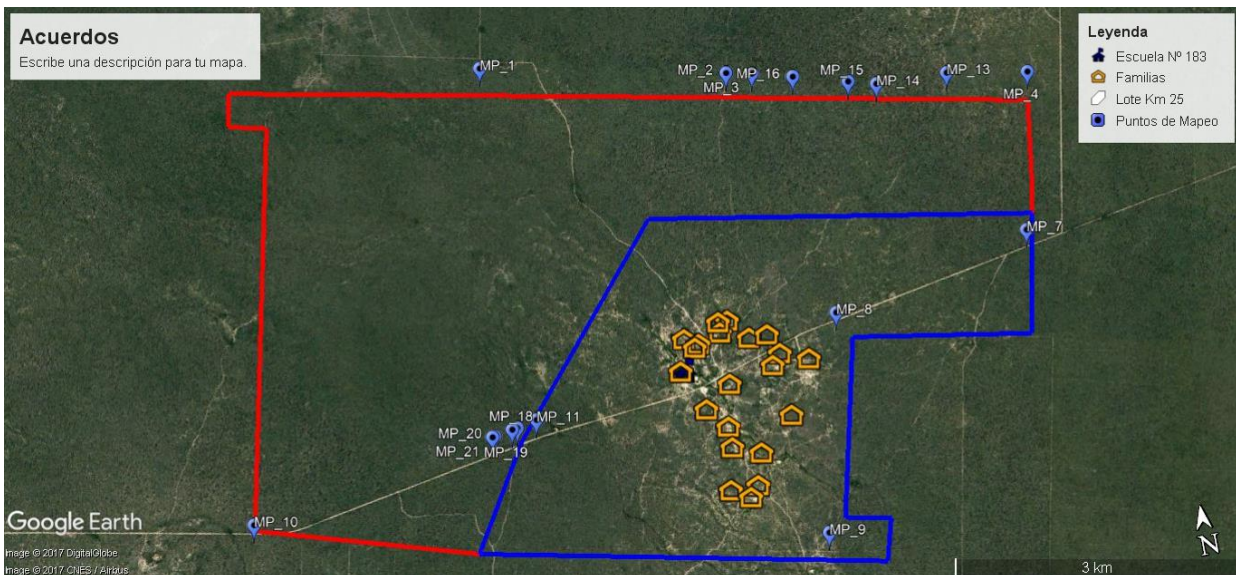 Acuerdos
Escribe una descripción para tu mapa.
Leyenda
Escuela Nº 183
Familias
Lote Km 25
Puntos de Mapeo
MP_1
MP_2
MP_3
MP_16
MP_15
MP_14
MP_13
MP_4
MP_7
MP_8
MP_18
MP_11
MP_20
MP_21
MP_19
MP_10
MP_9
Google Earth
Image © 2017 DigitalGlobe
Image © 2017 CNES / Airbus
N
3 km